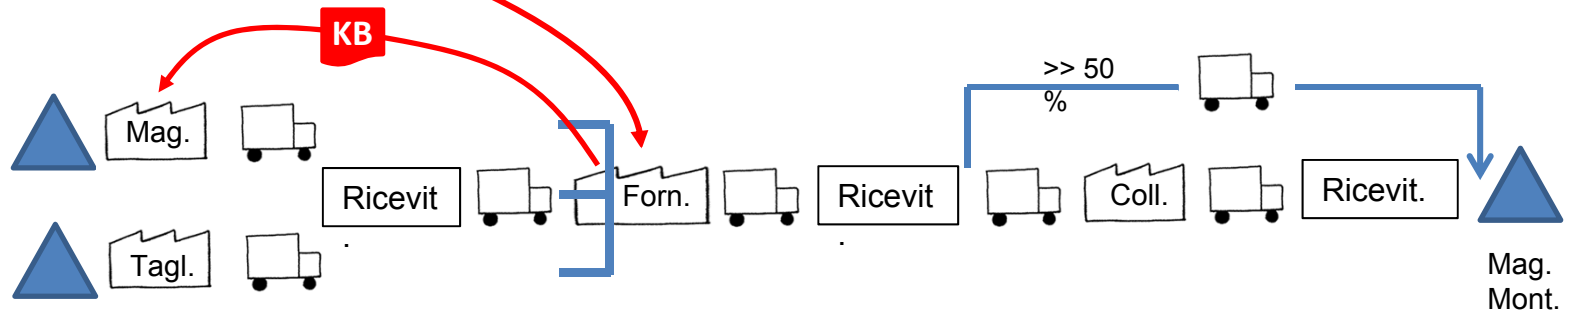 KB
>> 50
%
Mag.
Ricevit
.
Forn.
Ricevit
.
Coll.
Ricevit.
Tagl.
Mag.
Mont.